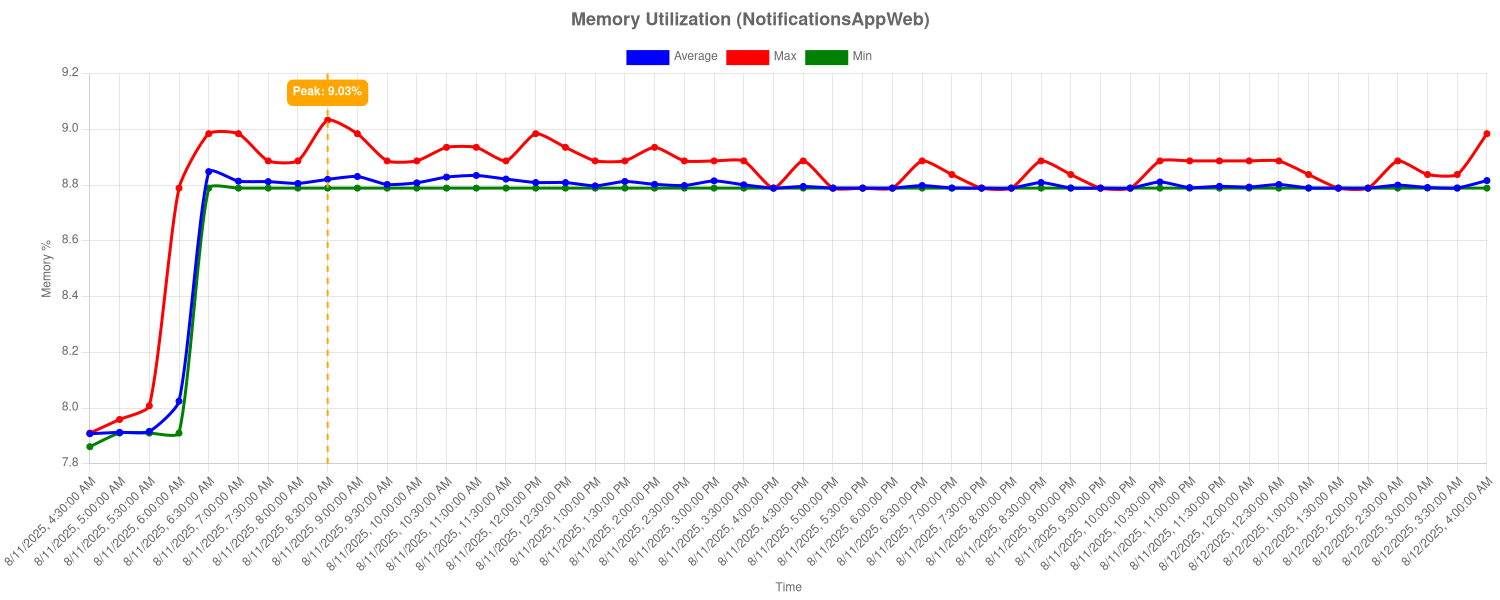 Memory Utilization (NotificationsAppWeb)
Average Max Min
Peak: 9.03%
9.2
9.0
8.8
8.6
8.4
8.2
8.0
7.8
Memory %
8/11/2025, 4:30:00 AM
8/11/2025, 5:00:00 AM
8/11/2025, 5:30:00 AM
8/11/2025, 6:00:00 AM
8/11/2025, 6:30:00 AM
8/11/2025, 7:00:00 AM
8/11/2025, 7:30:00 AM
8/11/2025, 8:00:00 AM
8/11/2025, 8:30:00 AM
8/11/2025, 9:00:00 AM
8/11/2025, 9:30:00 AM
8/11/2025, 10:00:00 AM
8/11/2025, 10:30:00 AM
8/11/2025, 11:00:00 AM
8/11/2025, 11:30:00 AM
8/11/2025, 12:00:00 PM
8/11/2025, 12:30:00 PM
8/11/2025, 1:00:00 PM
8/11/2025, 1:30:00 PM
8/11/2025, 2:00:00 PM
8/11/2025, 2:30:00 PM
8/11/2025, 3:00:00 PM
8/11/2025, 3:30:00 PM
8/11/2025, 4:00:00 PM
8/11/2025, 4:30:00 PM
8/11/2025, 5:00:00 PM
8/11/2025, 5:30:00 PM
8/11/2025, 6:00:00 PM
8/11/2025, 6:30:00 PM
8/11/2025, 7:00:00 PM
8/11/2025, 7:30:00 PM
8/11/2025, 8:00:00 PM
8/11/2025, 8:30:00 PM
8/11/2025, 9:00:00 PM
8/11/2025, 9:30:00 PM
8/11/2025, 10:00:00 PM
8/11/2025, 10:30:00 PM
8/11/2025, 11:00:00 PM
8/11/2025, 11:30:00 PM
8/12/2025, 12:00:00 AM
8/12/2025, 12:30:00 AM
8/12/2025, 1:00:00 AM
8/12/2025, 1:30:00 AM
8/12/2025, 2:00:00 AM
8/12/2025, 2:30:00 AM
8/12/2025, 3:00:00 AM
8/12/2025, 3:30:00 AM
8/12/2025, 4:00:00 AM
Time